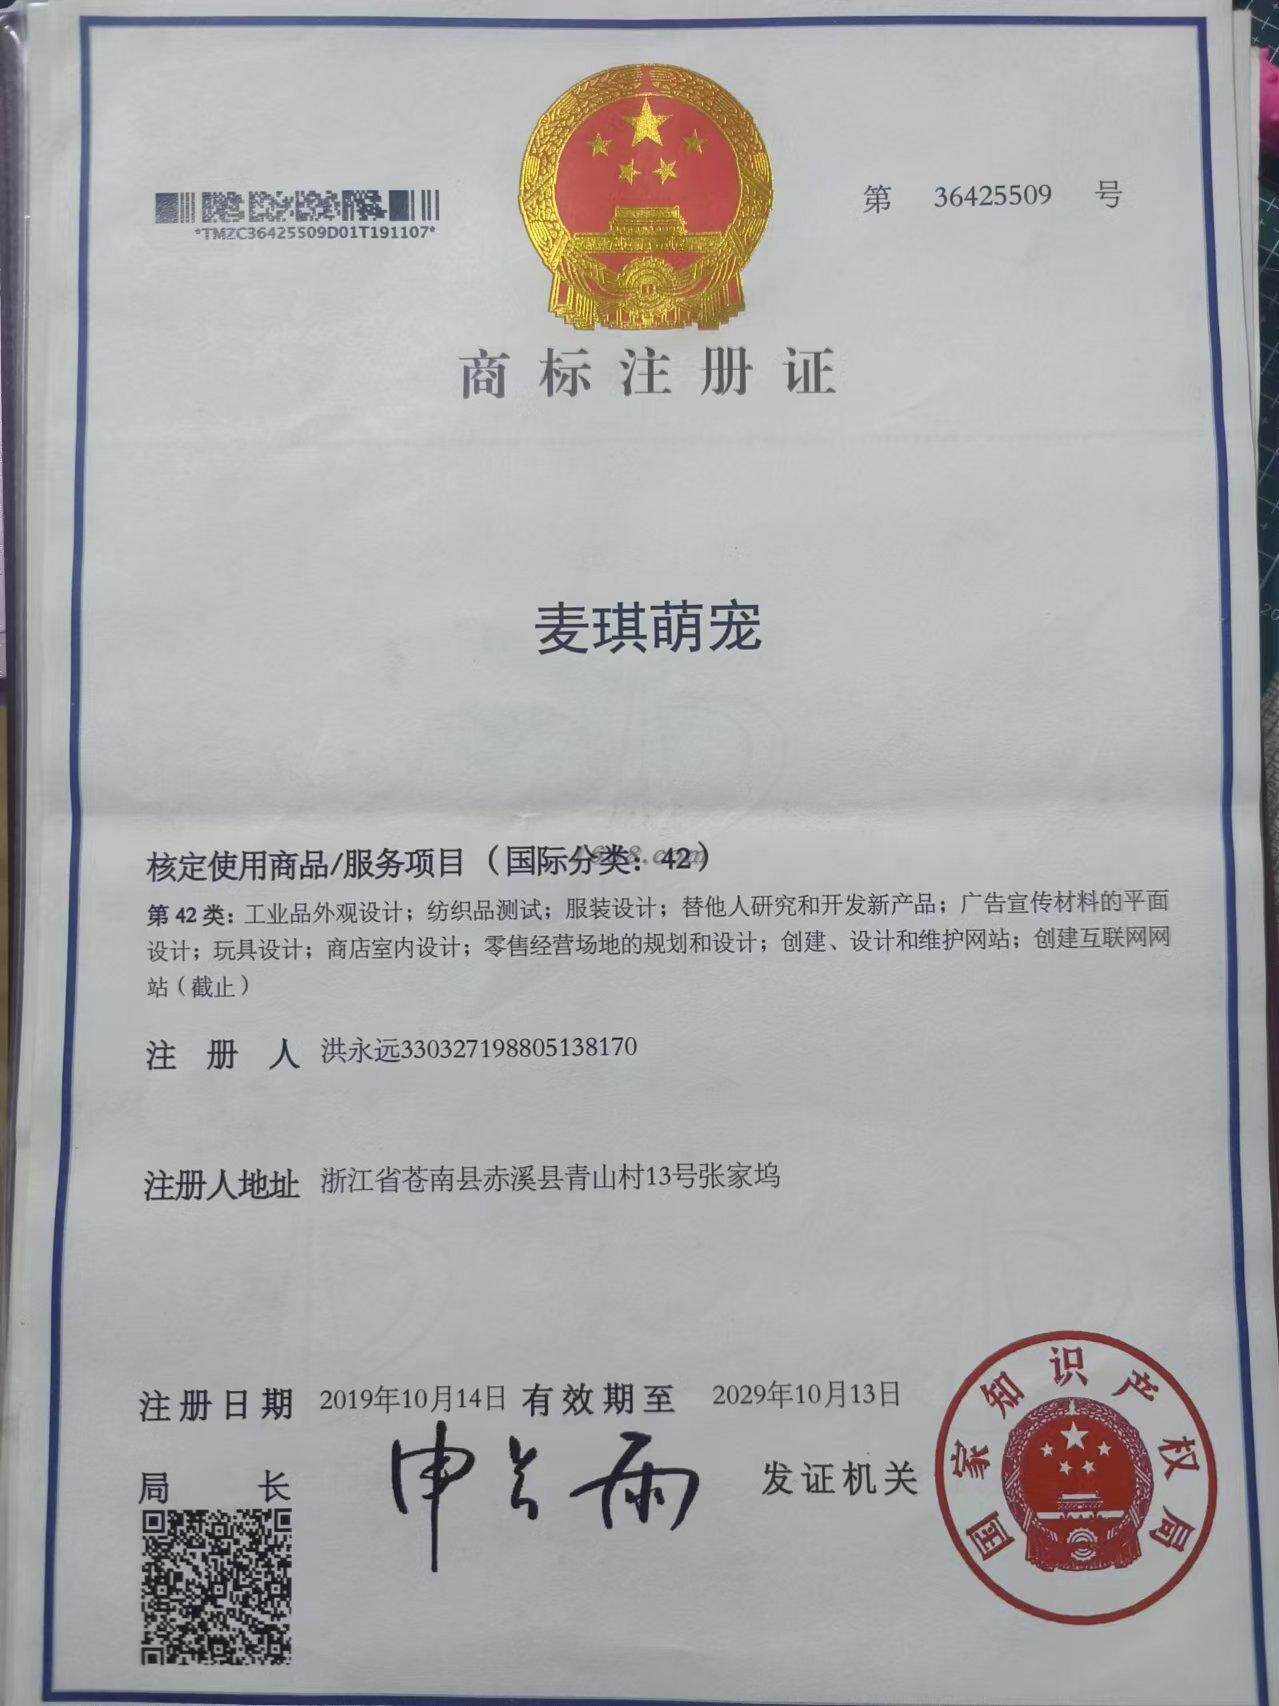 第 36425509 号
*TMZC36425509D01T191107*
商标注册证
麦琪萌宠
核定使用商品/服务项目（国际分类：42）
1688.com
第42类：工业品外观设计；纺织品测试；服装设计；替他人研究和开发新产品；广告宣传材料的平面
设计；玩具设计；商店室内设计；零售经营场地的规划和设计；创建、设计和维护网站；创建互联网网
站（截止）
注册人 洪永远330327198805138170
注册人地址 浙江省苍南县赤溪县青山村13号张家坞
注册日期 2019年10月14日 有效期至 2029年10月13日
局长 申长雨 发证机关
国家知识产权局